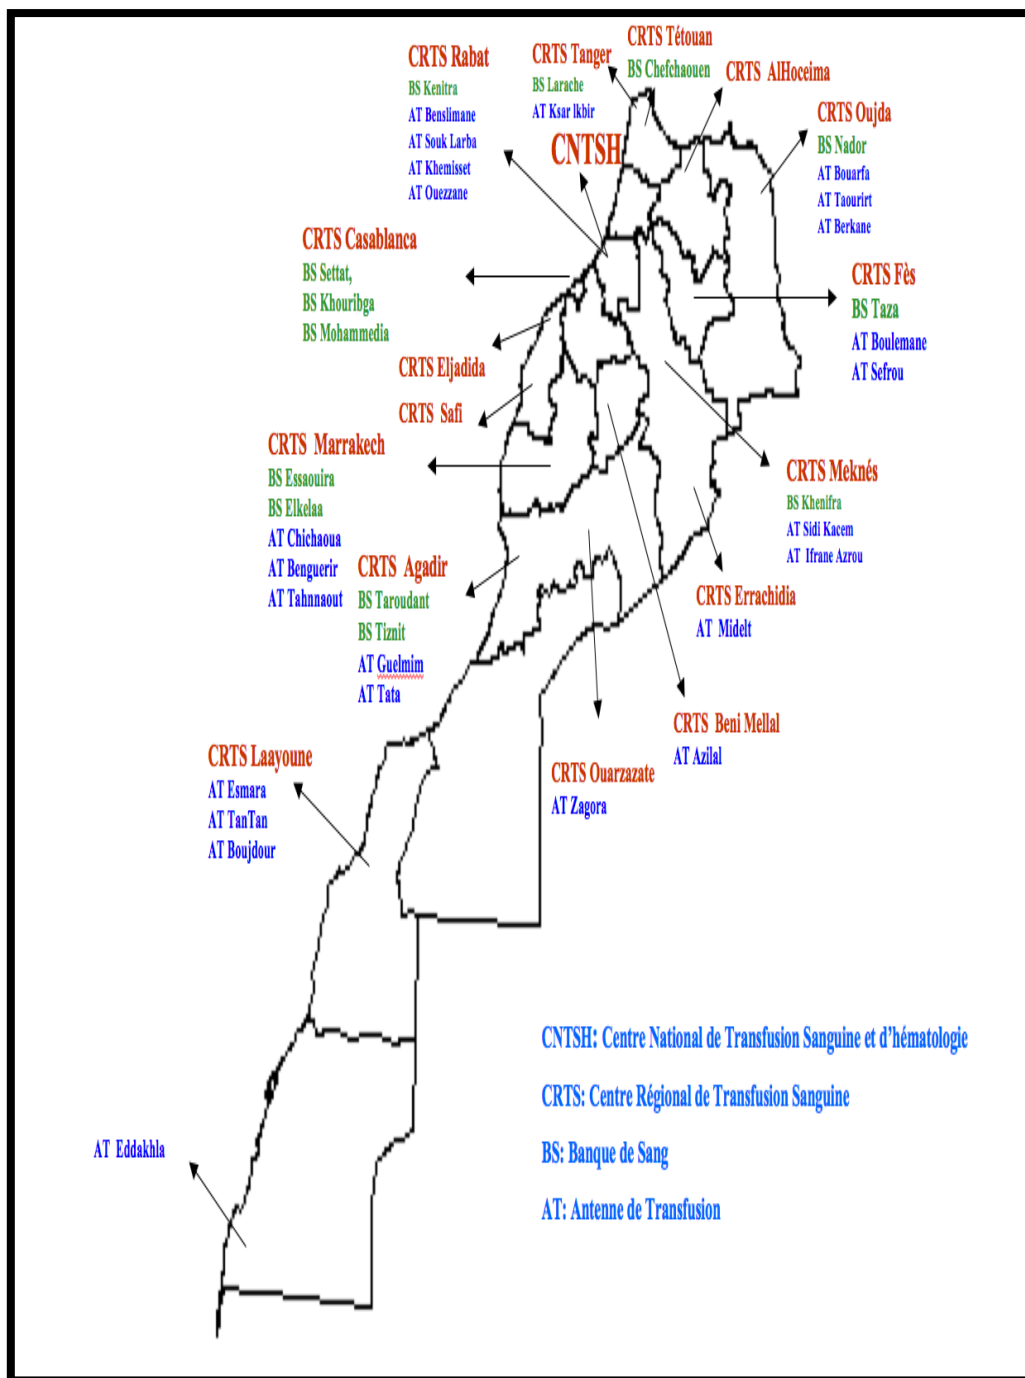 CRTS Rabat
BS Kenitra
AT Benslimane
AT Souk Larba
AT Khemisset
AT Ouezzane
CRTS Tanger
BS Larache
AT Ksar lkbir
CRTS Tétouan
BS Chefchaouen
CRTS AlHoceima
CNTSH
CRTS Oujda
BS Nador
AT Bouarfa
AT Taourirt
AT Berkane
CRTS Casablanca
BS Settat,
BS Khouribga
BS Mohammedia
CRTS Fès
BS Taza
AT Boulemane
AT Sefrou
CRTS Eljadida
CRTS Safi
CRTS Marrakech
BS Essaouira
BS Elkelaa
AT Chichaoua
AT Benguerir
AT Tahnnaout
CRTS Meknés
BS Khenifra
AT Sidi Kacem
AT Ifrane Azrou
CRTS Agadir
BS Taroudant
BS Tiznit
AT Guelmim
AT Tata
CRTS Errachidia
AT Midelt
CRTS Beni Mellal
AT Azilal
CRTS Ouarzazate
AT Zagora
CRTS Laayoune
AT Esmara
AT TanTan
AT Boujdour
CNTSH: Centre National de Transfusion Sanguine et d’hématologie
CRTS: Centre Régional de Transfusion Sanguine
BS: Banque de Sang
AT: Antenne de Transfusion
AT Eddakhla